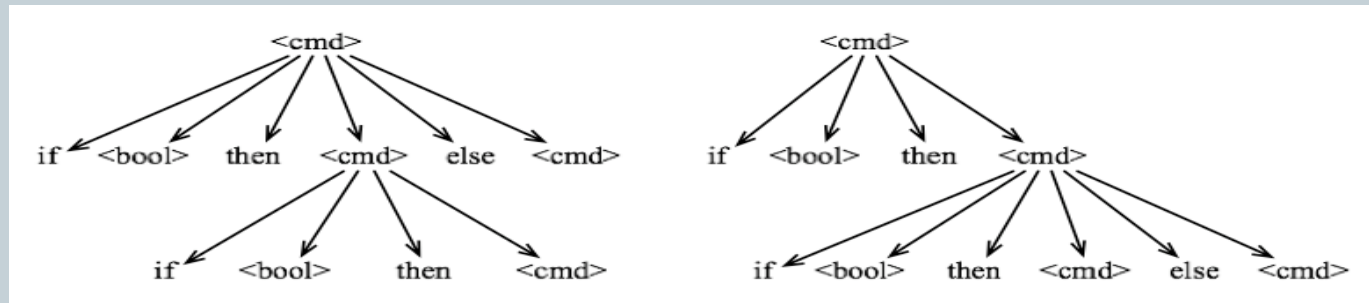 <cmd> <cmd>
if <bool> then <cmd> else <cmd> if <bool> then <cmd>
if <bool> then <cmd> if <bool> then <cmd> else <cmd>